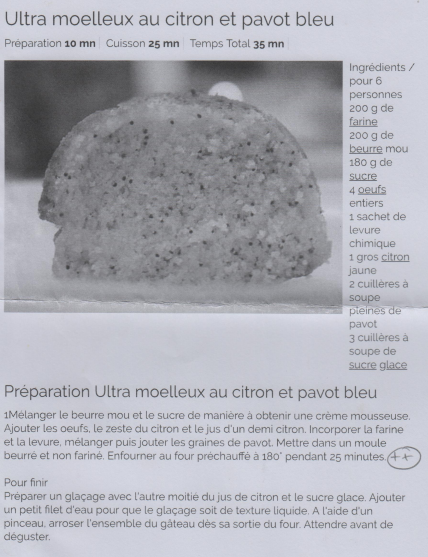 Ultra moelleux au citron et pavot bleu
Préparation 10 mn Cuisson 25 mn Temps Total 35 mn
Ingrédients /
pour 6
personnes
200 g de
farine
200 g de
beurre mou
180 g de
sucre
4 oeufs
entiers
1 sachet de
levure
chimique
1 gros citron
jaune
2 cuillères à
soupe
pleines de
pavot
3 cuillères à
soupe de
sucre glace
Préparation Ultra moelleux au citron et pavot bleu
1Mélanger le beurre mou et le sucre de manière à obtenir une crème mousseuse.
Ajouter les oeufs, le zeste du citron et le jus d'un demi citron. Incorporer la farine
et la levure, mélanger puis jouter les graines de pavot. Mettre dans un moule
beurré et non fariné. Enfourner au four préchauffé à 180° pendant 25 minutes. ++
Pour finir
Préparer un glaçage avec l'autre moitié du jus de citron et le sucre glace. Ajouter
un petit filet d'eau pour que le glaçage soit de texture liquide. A l'aide d'un
pinceau, arroser l'ensemble du gâteau dès sa sortie du four. Attendre avant de
déguster.